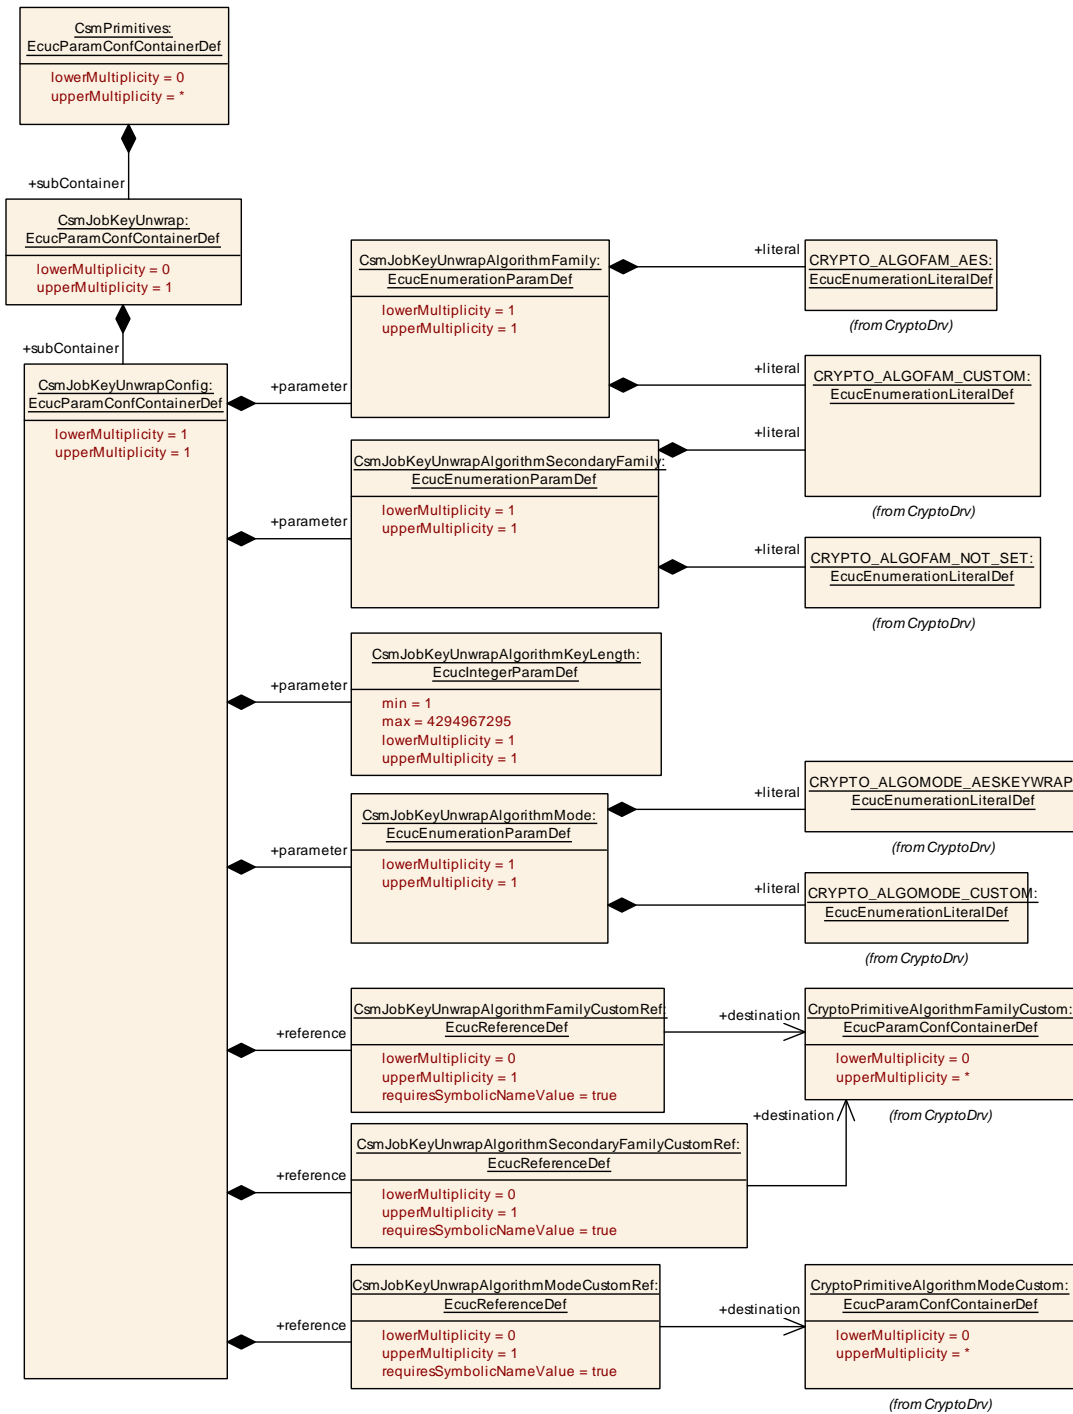 CsmPrimitives:
EcucParamConfContainerDef
lowerMultiplicity = 0
upperMultiplicity = *
+subContainer
CsmJobKeyUnwrap:
EcucParamConfContainerDef
lowerMultiplicity = 0
upperMultiplicity = 1
+subContainer
CsmJobKeyUnwrapConfig:
EcucParamConfContainerDef
lowerMultiplicity = 1
upperMultiplicity = 1
+parameter
CsmJobKeyUnwrapAlgorithmFamily:
EcucEnumerationParamDef
lowerMultiplicity = 1
upperMultiplicity = 1
+literal
CRYPTO_ALGOFAM_AES:
EcucEnumerationLiteralDef
(from CryptoDrv)
+literal
CRYPTO_ALGOFAM_CUSTOM:
EcucEnumerationLiteralDef
+literal
(from CryptoDrv)
+parameter
CsmJobKeyUnwrapAlgorithmSecondaryFamily:
EcucEnumerationParamDef
lowerMultiplicity = 1
upperMultiplicity = 1
+literal
CRYPTO_ALGOFAM_NOT_SET:
EcucEnumerationLiteralDef
(from CryptoDrv)
+parameter
CsmJobKeyUnwrapAlgorithmKeyLength:
EcucIntegerParamDef
min = 1
max = 4294967295
lowerMultiplicity = 1
upperMultiplicity = 1
+parameter
CsmJobKeyUnwrapAlgorithmMode:
EcucEnumerationParamDef
lowerMultiplicity = 1
upperMultiplicity = 1
+literal
CRYPTO_ALGOMODE_AESKEYWRAP
EcucEnumerationLiteralDef
(from CryptoDrv)
+literal
CRYPTO_ALGOMODE_CUSTOM:
EcucEnumerationLiteralDef
(from CryptoDrv)
+reference
CsmJobKeyUnwrapAlgorithmFamilyCustomRef:
EcucReferenceDef
lowerMultiplicity = 0
upperMultiplicity = 1
requiresSymbolicNameValue = true
+destination
CryptoPrimitiveAlgorithmFamilyCustom:
EcucParamConfContainerDef
lowerMultiplicity = 0
upperMultiplicity = *
(from CryptoDrv)
+destination
+reference
CsmJobKeyUnwrapAlgorithmSecondaryFamilyCustomRef:
EcucReferenceDef
lowerMultiplicity = 0
upperMultiplicity = 1
requiresSymbolicNameValue = true
+reference
CsmJobKeyUnwrapAlgorithmModeCustomRef:
EcucReferenceDef
lowerMultiplicity = 0
upperMultiplicity = 1
requiresSymbolicNameValue = true
+destination
CryptoPrimitiveAlgorithmModeCustom:
EcucParamConfContainerDef
lowerMultiplicity = 0
upperMultiplicity = *
(from CryptoDrv)